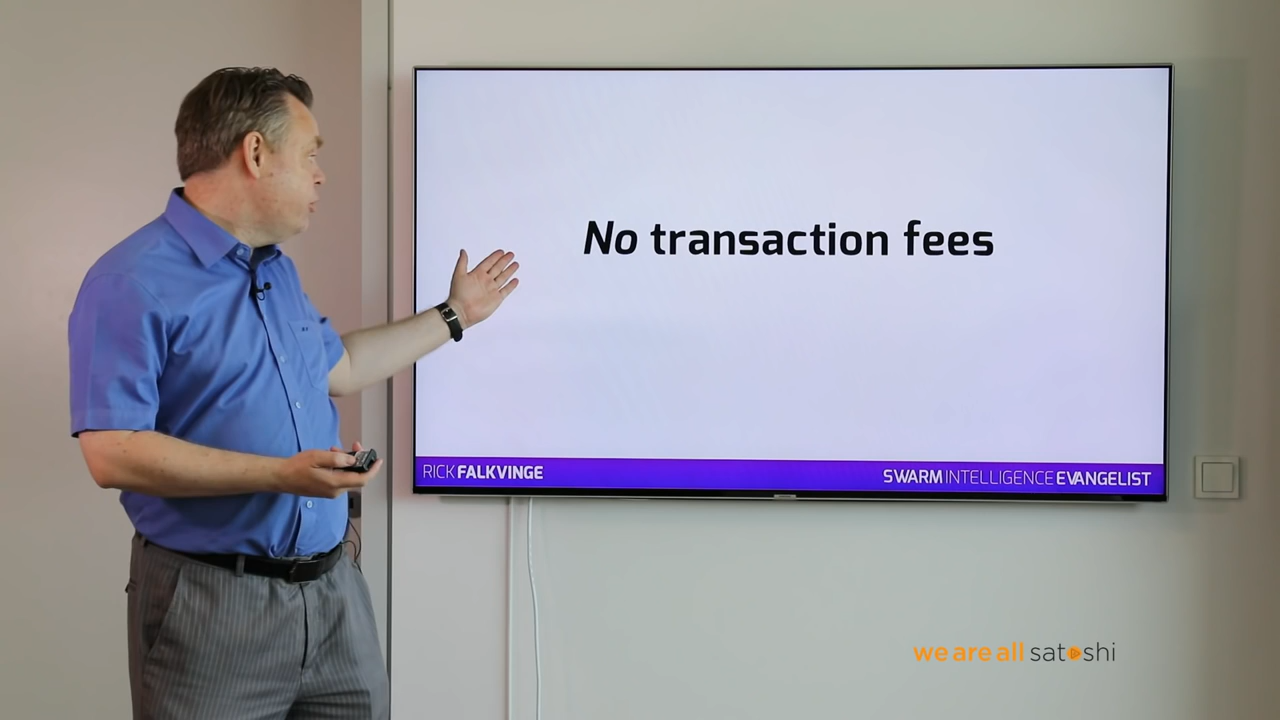 No transaction fees
RICK FALKVINGE
SWARM INTELLIGENCE EVANGELIST
we are all satoshi